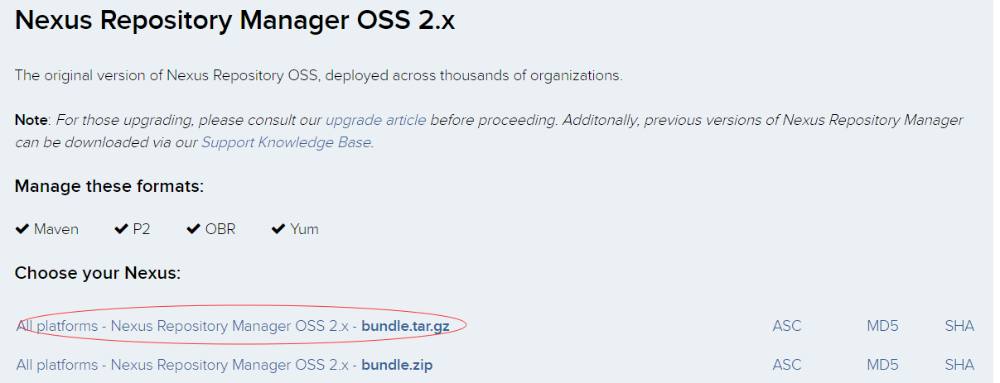 Nexus Repository Manager OSS 2.x
The original version of Nexus Repository OSS, deployed across thousands of organizations.
Note: For those upgrading, please consult our upgrade article before proceeding. Additonally, previous versions of Nexus Repository Manager
can be downloaded via our Support Knowledge Base.
Manage these formats:
Maven P2 OBR Yum
Choose your Nexus:
All platforms - Nexus Repository Manager OSS 2.x - bundle.tar.gz ASC MD5 SHA
All platforms - Nexus Repository Manager OSS 2.x - bundle.zip ASC MD5 SHA